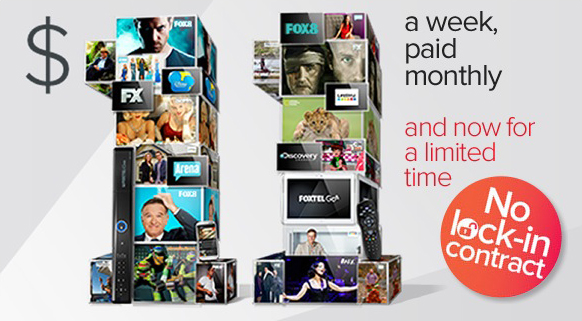 $
a week,
paid
monthly
and now for
a limited
time
No
lock-in
contract
FOX8
FOX8
FX
Arena
FOX8
Discovery
FOXTEL Go